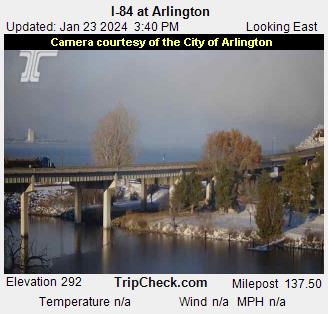 I-84 at Arlington
Updated: Jan 23 2024 3:40 PM Looking East
Camera courtesy of the City of Arlington
Elevation 292 TripCheck.com Milepost 137.50
Temperature n/a Wind n/a MPH n/a